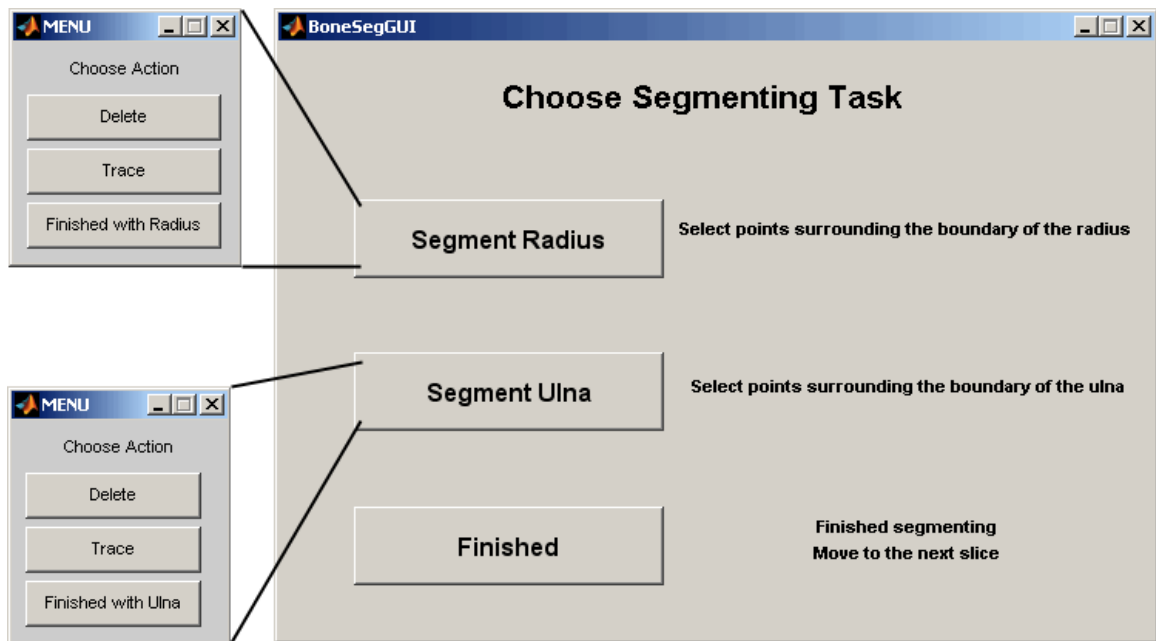 MENU
Choose Action
Delete
Trace
Finished with Radius
BoneSegGUI
Choose Segmenting Task
Segment Radius
Select points surrounding the boundary of the radius
Segment Ulna
Select points surrounding the boundary of the ulna
Finished
Finished segmenting
Move to the next slice
MENU
Choose Action
Delete
Trace
Finished with Ulna